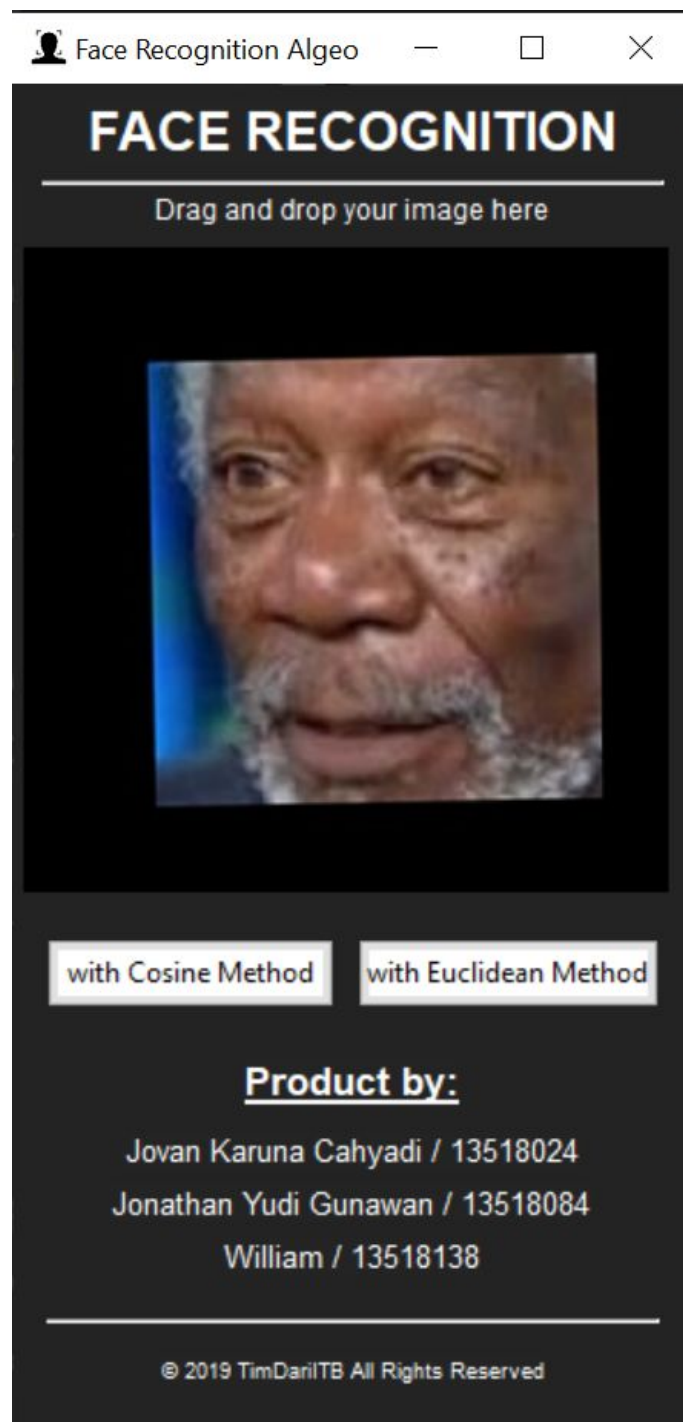 Face Recognition Algeo
FACE RECOGNITION
Drag and drop your image here
with Cosine Method
with Euclidean Method
Product by:
Jovan Karuna Cahyadi / 13518024
Jonathan Yudi Gunawan / 13518084
William / 13518138
© 2019 TimDariITB All Rights Reserved